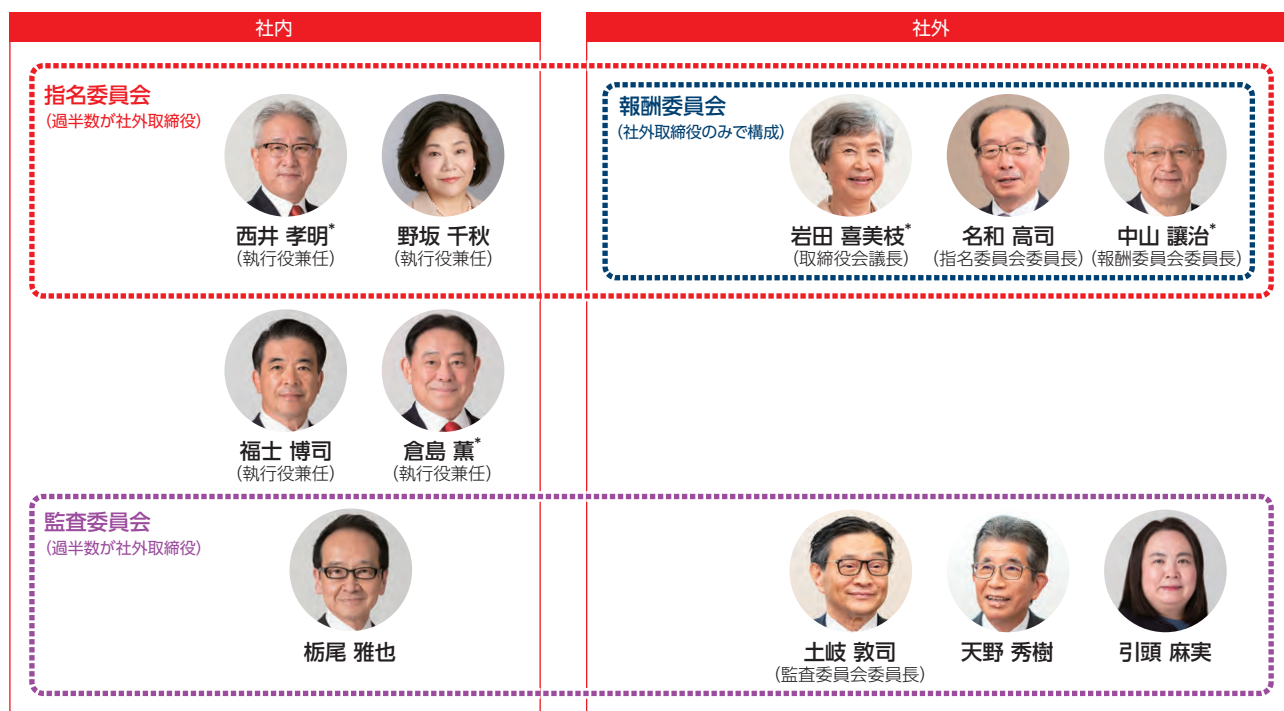 社内
社外
指名委員会
(過半数が社外取締役)
西井 孝明*
(執行役兼任)
野坂 千秋
(執行役兼任)
報酬委員会
(社外取締役のみで構成)
岩田 喜美枝*
(取締役会議長)
名和 高司
(指名委員会委員長)
中山 讓治*
(報酬委員会委員長)
福士 博司
(執行役兼任)
倉島 薫*
(執行役兼任)
監査委員会
(過半数が社外取締役)
栃尾 雅也
土岐 敦司
(監査委員会委員長)
天野 秀樹
引頭 麻実